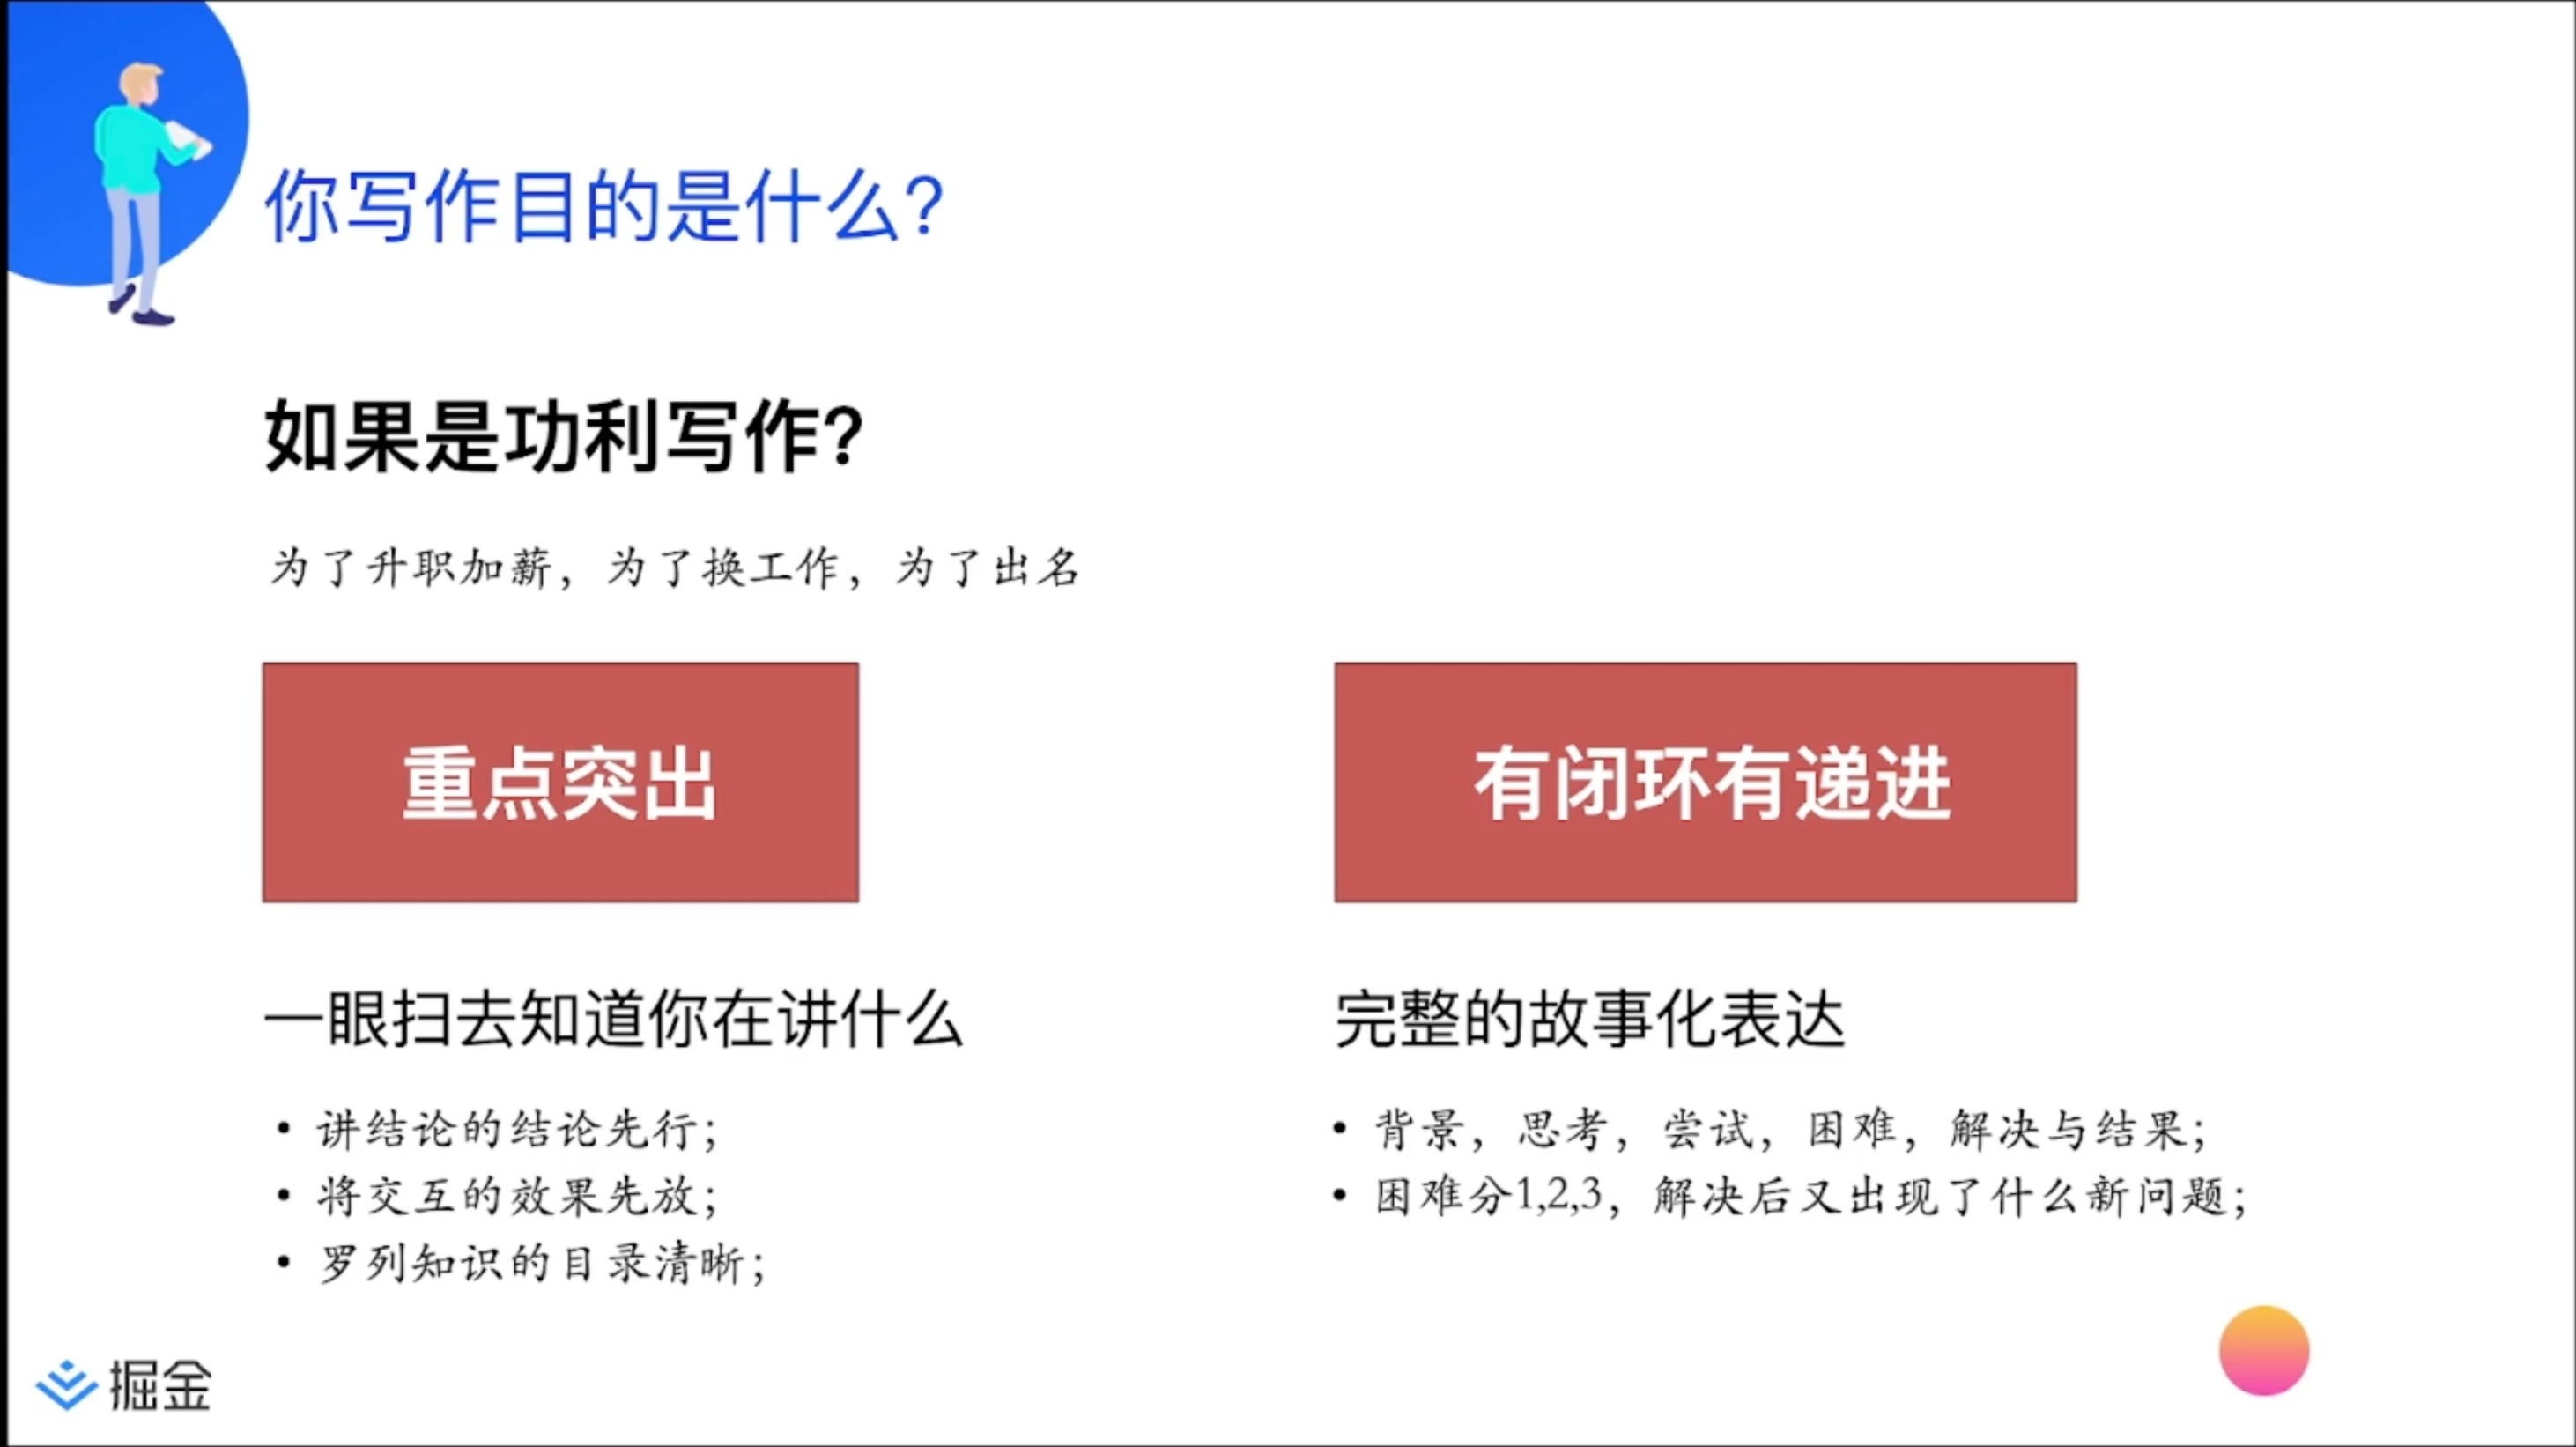 你写作目的是什么？
如果是功利写作？
为了升职加薪，为了换工作，为了出名
重点突出
一眼扫去知道你在讲什么
• 讲结论的结论先行；
• 将交互的效果先放；
• 罗列知识的目录清晰；
有闭环有递进
完整的故事化表达
• 背景，思考，尝试，困难，解决与结果；
• 困难分1,2,3，解决后又出现了什么新问题；
掘金